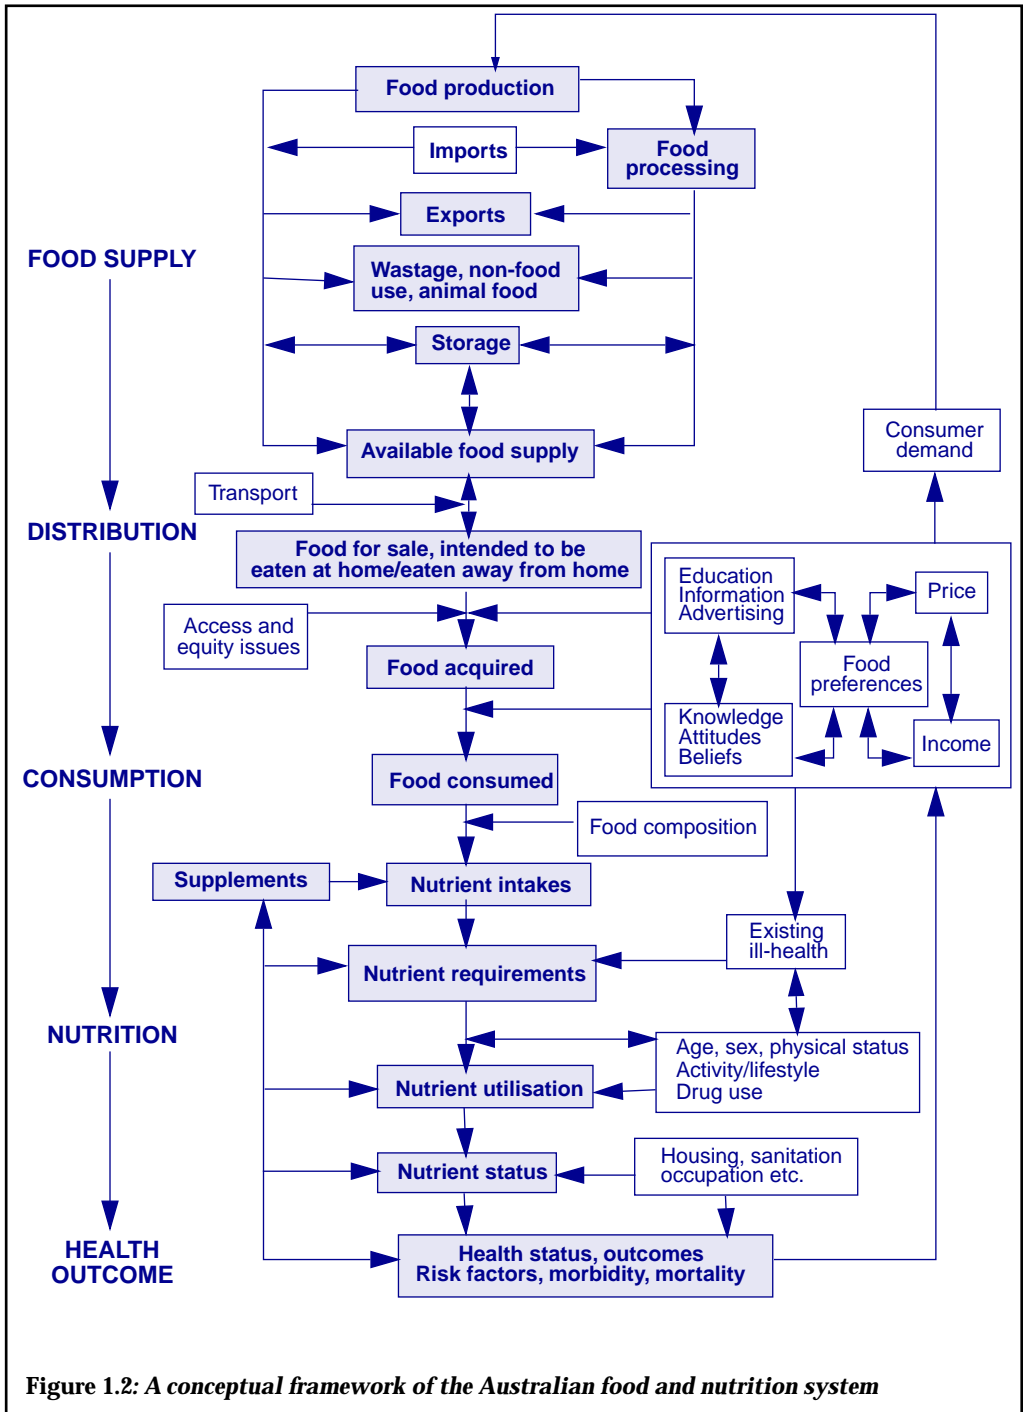 Food production
Imports
Food
processing
Exports
FOOD SUPPLY
Wastage, non-food
use, animal food
Storage
Available food supply
Consumer
demand
Transport
DISTRIBUTION
Food for sale, intended to be
eaten at home/eaten away from home
Education
Information
Advertising
Price
Access and
equity issues
Food acquired
Food
preferences
Knowledge
Attitudes
Beliefs
Income
CONSUMPTION
Food consumed
Food composition
Supplements
Nutrient intakes
Existing
ill-health
Nutrient requirements
NUTRITION
Age, sex, physical status
Activity/lifestyle
Drug use
Nutrient utilisation
Housing, sanitation
occupation etc.
Nutrient status
HEALTH
OUTCOME
Health status, outcomes
Risk factors, morbidity, mortality
Figure 1.2: A conceptual framework of the Australian food and nutrition system